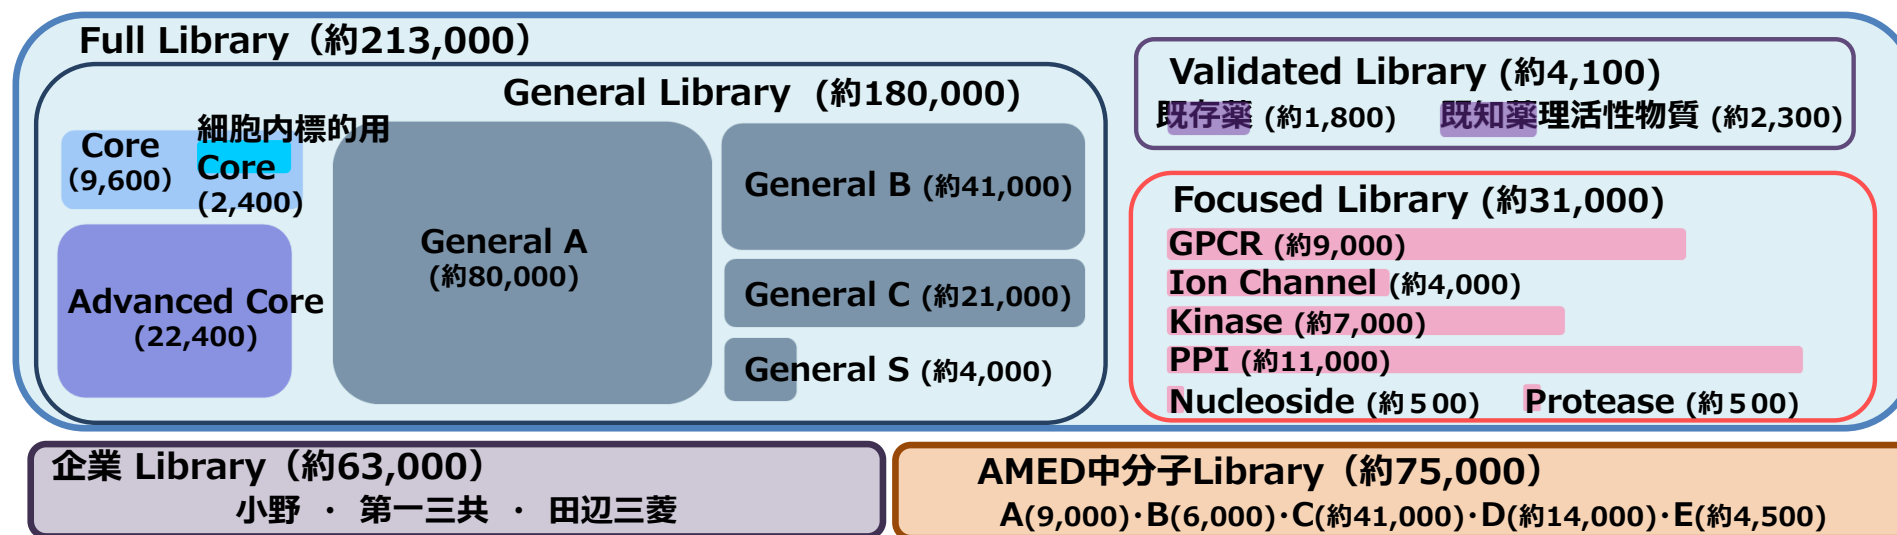 Full Library（約213,000）
General Library (約180,000)
Core
(9,600)
細胞内標的用
Core
(2,400)
Advanced Core
(22,400)
General A
(約80,000)
General B (約41,000)
General C (約21,000)
General S (約4,000)
Validated Library (約4,100)
既存薬 (約1,800) 既知薬理活性物質 (約2,300)
Focused Library (約31,000)
GPCR (約9,000)
Ion Channel (約4,000)
Kinase (約7,000)
PPI (約11,000)
Nucleoside (約５00) Protease (約５00)
企業 Library（約63,000）
小野 ・ 第一三共 ・ 田辺三菱
AMED中分子Library（約75,000）
A(9,000)･B(6,000)･C(約41,000)･D(約14,000)･E(約4,500)